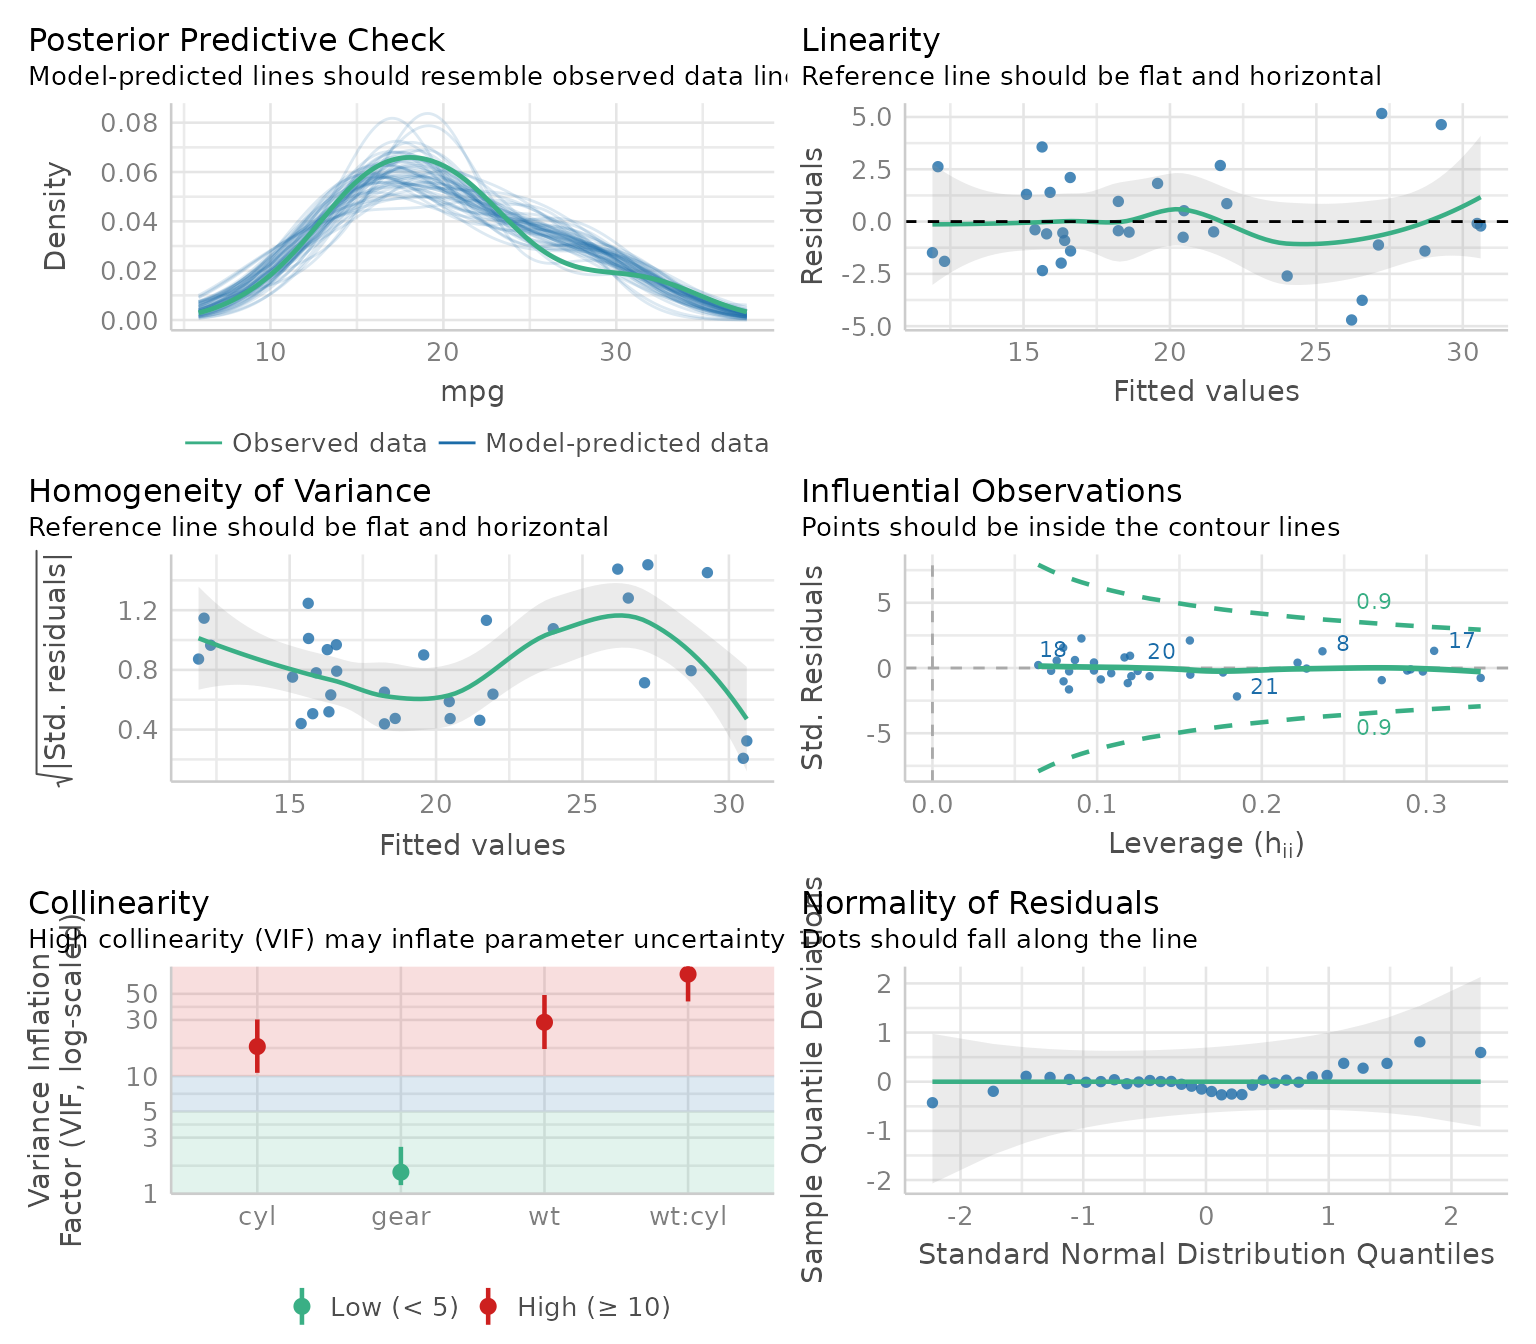 Posterior Predictive Check
Model-predicted lines should resemble observed data line
Density
0.08
0.06
0.04
0.02
0.00
10 20 30
mpg
Observed data Model-predicted data
Linearity
Reference line should be flat and horizontal
Residuals
5.0
2.5
0.0
-2.5
-5.0
15 20 25 30
Fitted values
Homogeneity of Variance
Reference line should be flat and horizontal
√|Std. residuals|
1.2
0.8
0.4
15 20 25 30
Fitted values
Influential Observations
Points should be inside the contour lines
Std. Residuals
5
0
-5
0.9
18 20 8 17
21
0.9
0.0 0.1 0.2 0.3
Leverage (hii)
Collinearity
High collinearity (VIF) may inflate parameter uncertainty
Variance Inflation
Factor (VIF, log-scaled)
50
30
10
5
3
1
cyl gear wt wt:cyl
Low (< 5) High (≥ 10)
Normality of Residuals
Dots should fall along the line
Sample Quantile Deviations
2
1
0
-1
-2
-2 -1 0 1 2
Standard Normal Distribution Quantiles